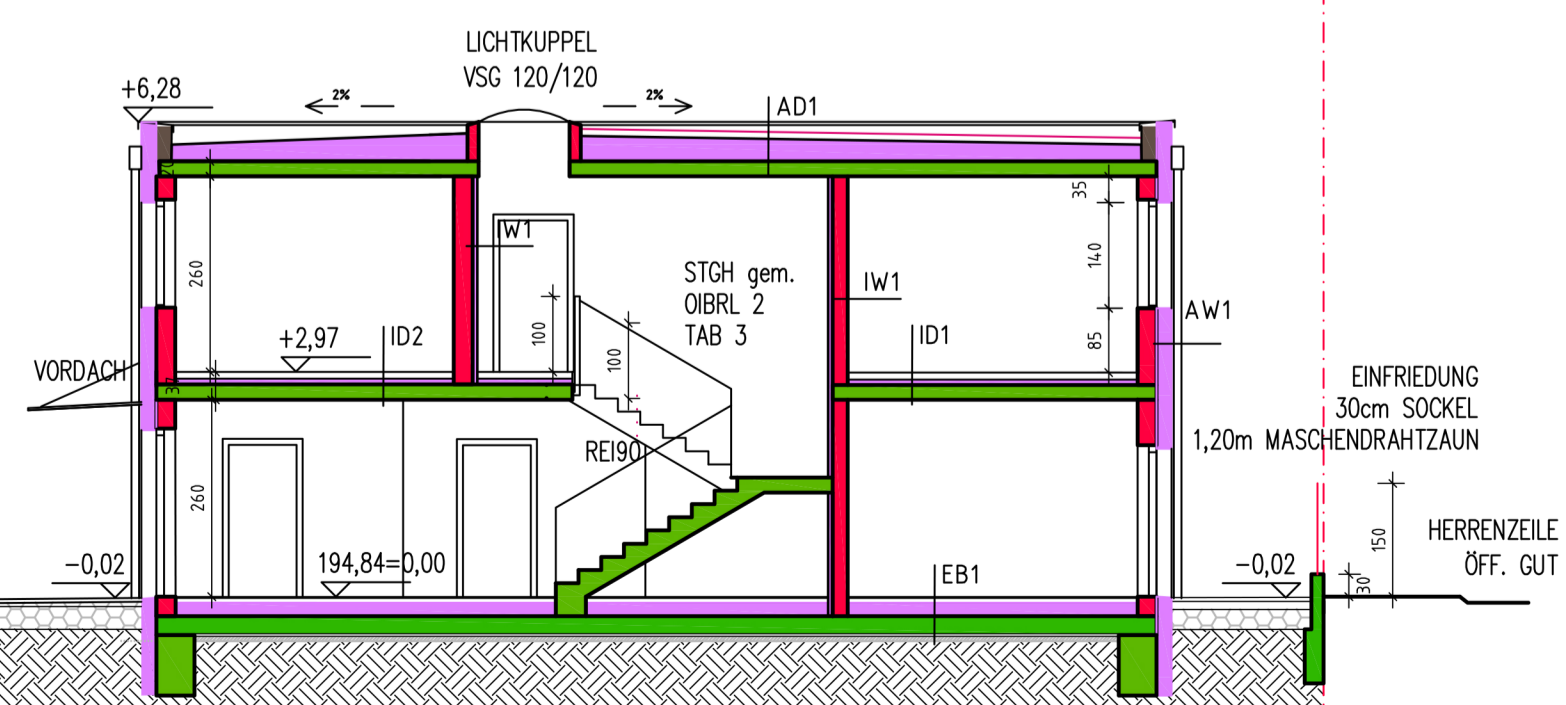 LICHTKUPPEL
VSG 120/120
+6,28
2%
2%
AD1
20
35
IW1
260
140
STGH gem.
OIBRL 2
TAB 3
IW1
AW1
100
+2,97
ID2
100
ID1
85
VORDACH
37
EINFRIEDUNG
30cm SOCKEL
1,20m MASCHENDRAHTZAUN
REI90
260
150
HERRENZEILE
ÖFF. GUT
-0,02
194,84=0,00
EB1
-0,02
30